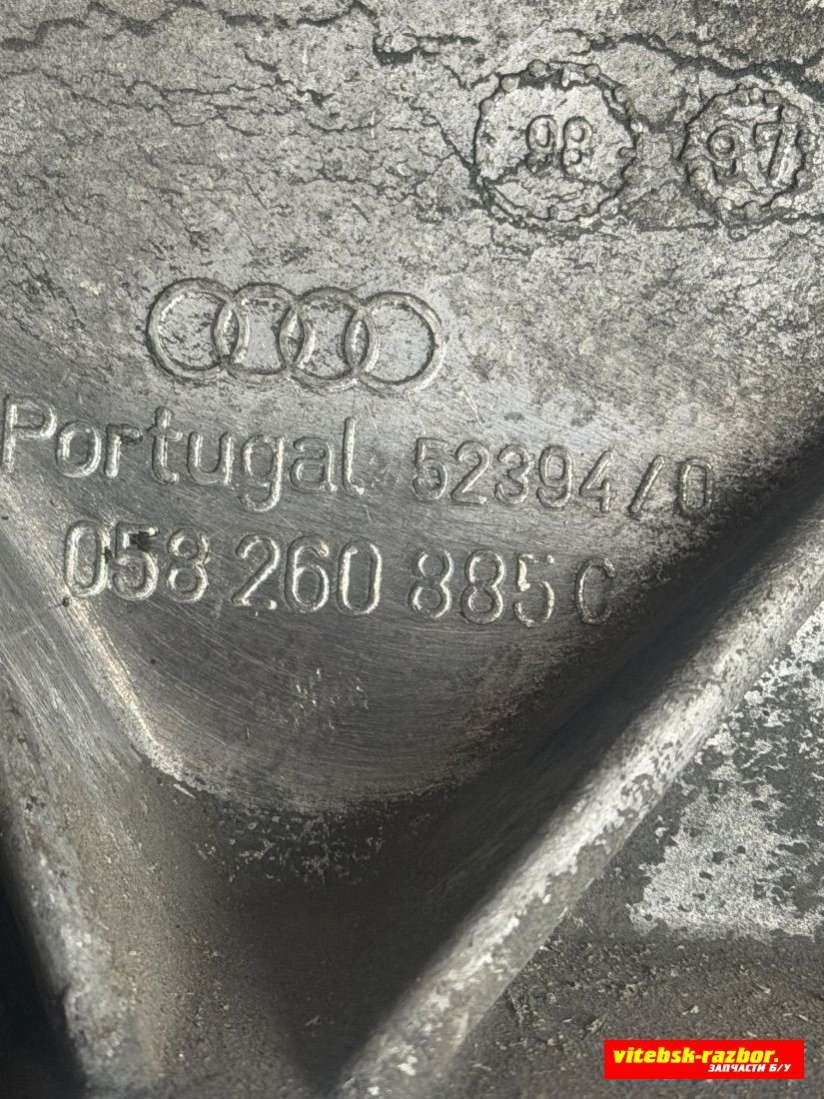 98 97
Portugal 52394/0
058 260 885 C
vitebsk-razbor.
ЗАПЧАСТИ Б/У